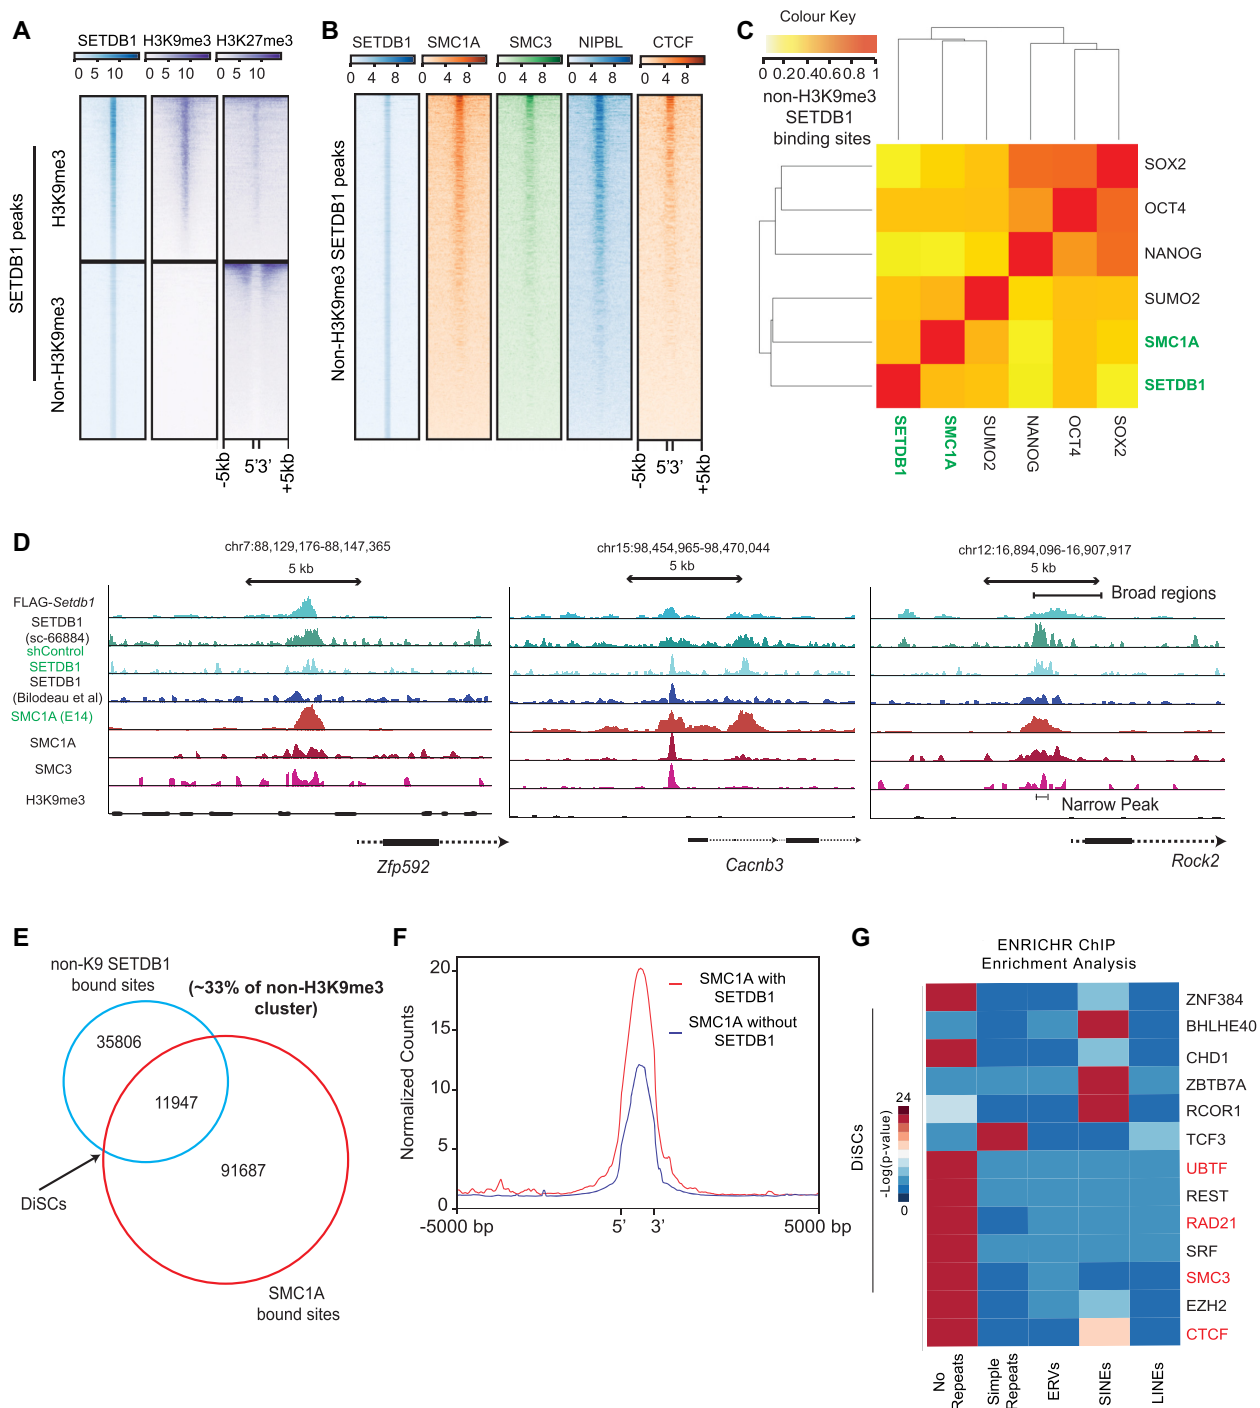 A
SETDB1 H3K9me3 H3K27me3
0 5 10 0 5 10 0 5 10
SETDB1 peaks
H3K9me3
Non-H3K9me3
-5kb 5'3' +5kb
B
SETDB1 SMC1A SMC3 NIPBL CTCF
0 4 8 0 4 8 0 4 8 0 4 8 0 4 8
Non-H3K9me3 SETDB1 peaks
-5kb 5'3' +5kb
C
Colour Key
0 0.20.40.60.8 1
non-H3K9me3
SETDB1
binding sites
SOX2
OCT4
NANOG
SUMO2
SMC1A
SETDB1
SETDB1 SMC1A SUMO2 NANOG OCT4 SOX2
D
chr7:88,129,176-88,147,365
5 kb
chr15:98,454,965-98,470,044
5 kb
chr12:16,894,096-16,907,917
5 kb
Broad regions
FLAG-Setdb1
SETDB1
(sc-66884)
shControl
SETDB1
SETDB1
(Bilodeau et al)
SMC1A (E14)
SMC1A
SMC3
H3K9me3
Narrow Peak
Zfp592
Cacnb3
Rock2
E
non-K9 SETDB1
bound sites
(~33% of non-H3K9me3
cluster)
35806
11947
91687
DiSCs
SMC1A
bound sites
F
Normalized Counts
20
15
10
5
0
-5000 bp 5' 3' 5000 bp
SMC1A with
SETDB1
SMC1A without
SETDB1
G
ENRICHR ChIP
Enrichment Analysis
DiSCs
24
-Log(p-value)
0
ZNF384
BHLHE40
CHD1
ZBTB7A
RCOR1
TCF3
UBTF
REST
RAD21
SRF
SMC3
EZH2
CTCF
No
Repeats
Simple
Repeats
ERVs
SINEs
LINEs